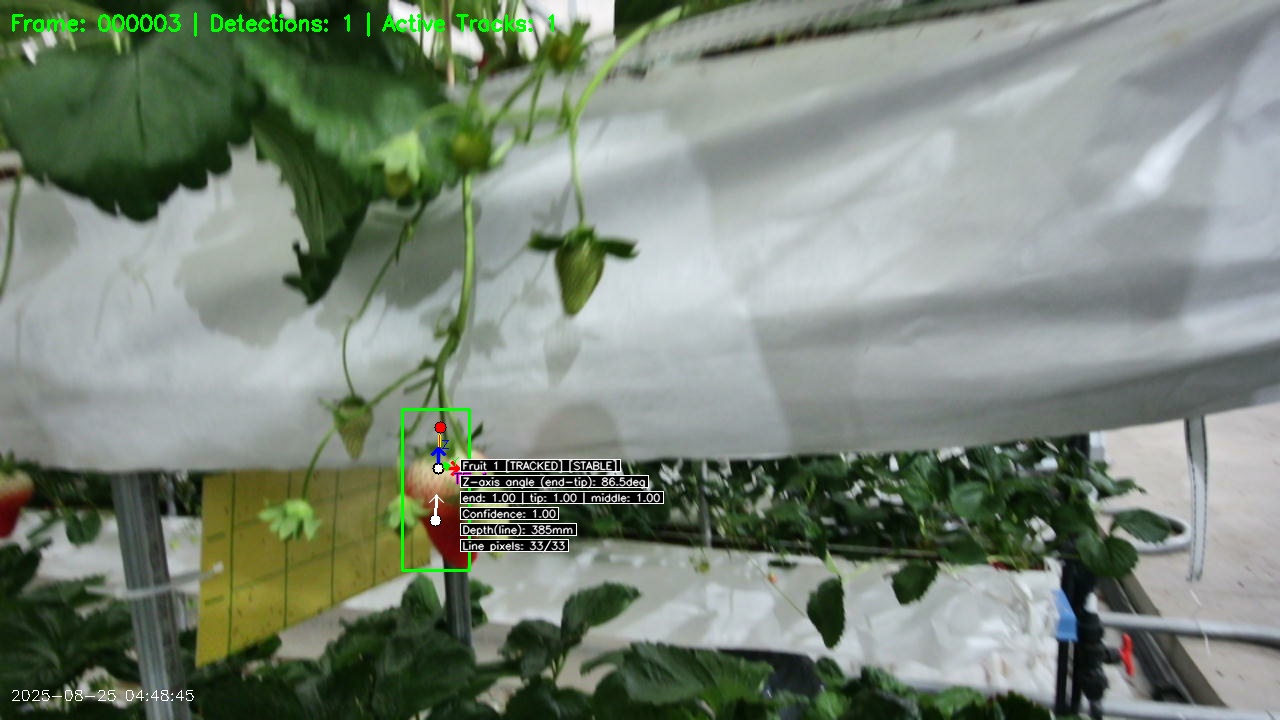 Frame: 000003 | Detections: 1 | Active Tracks: 1
Z
Fruit 1 [TRACKED] [STABLE]
Z-axis angle (end-tip): 86.5deg
end: 1.00 | tip: 1.00 | middle: 1.00
Confidence: 1.00
Depth(line): 385mm
Line pixels: 33/33
2025-08-25 04:48:45